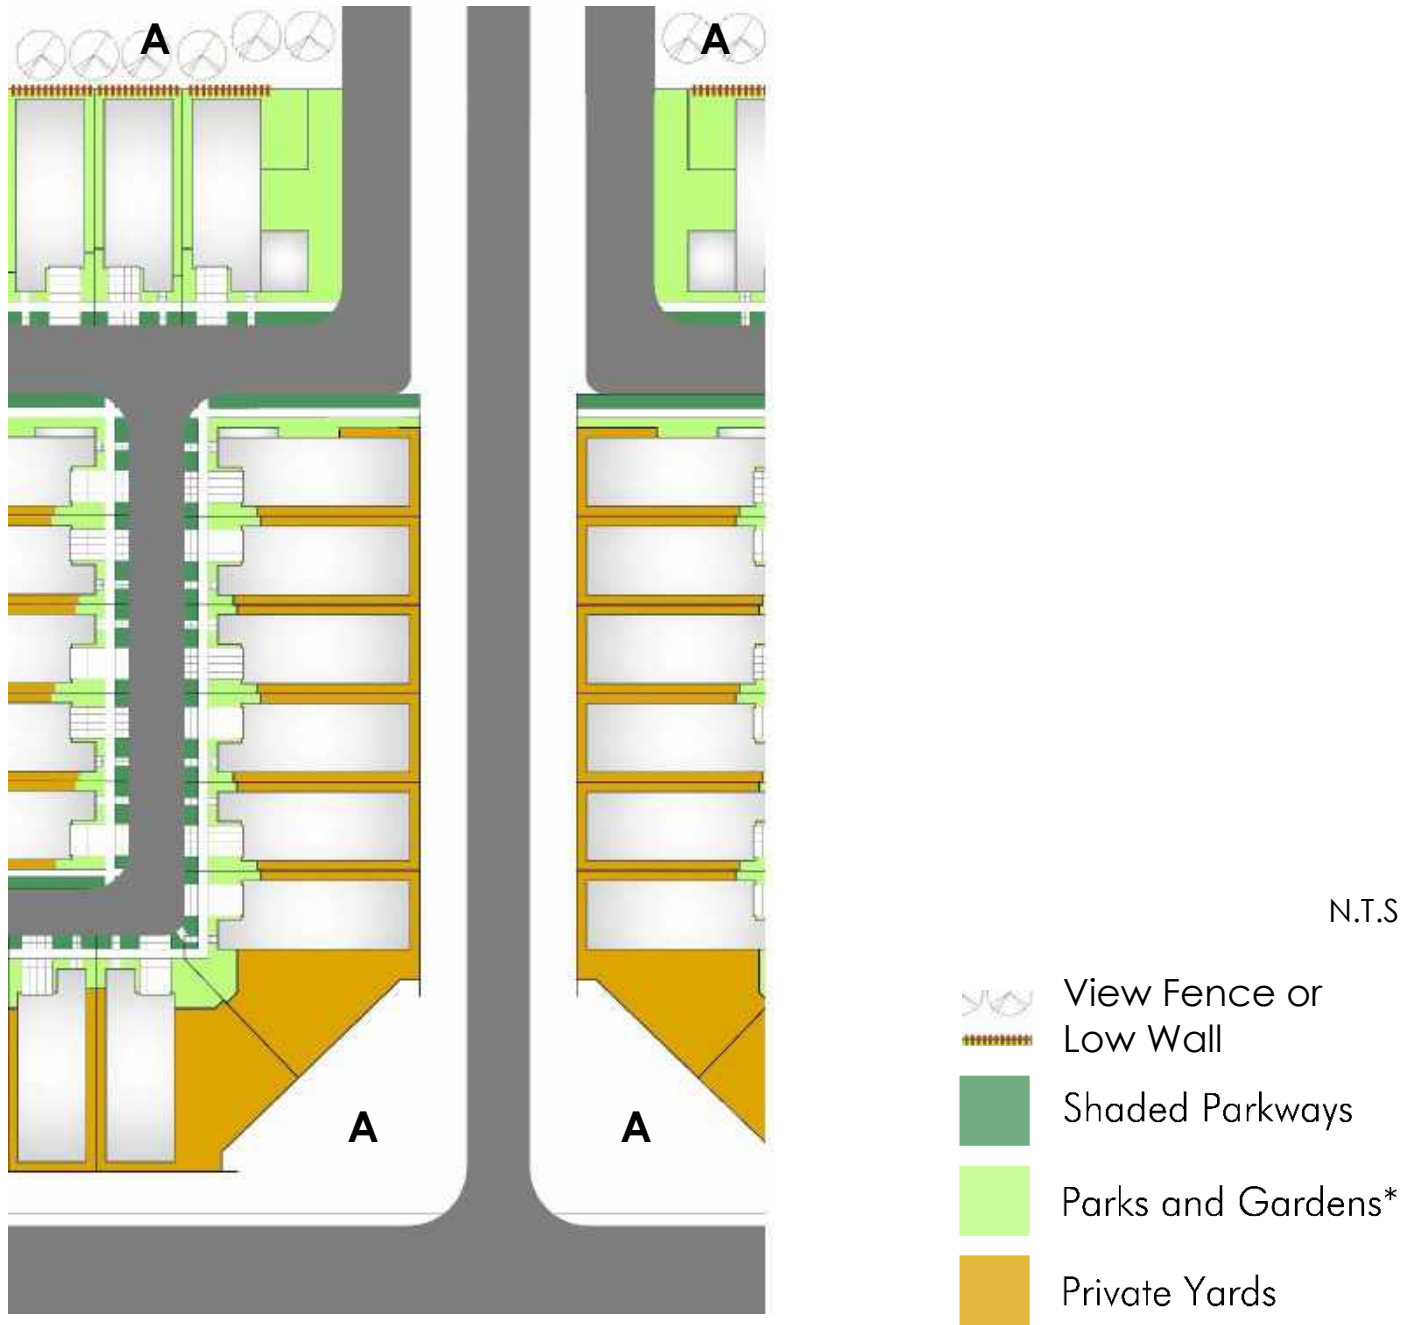 A
A
A
A
N.T.S
View Fence or
Low Wall
Shaded Parkways
Parks and Gardens*
Private Yards